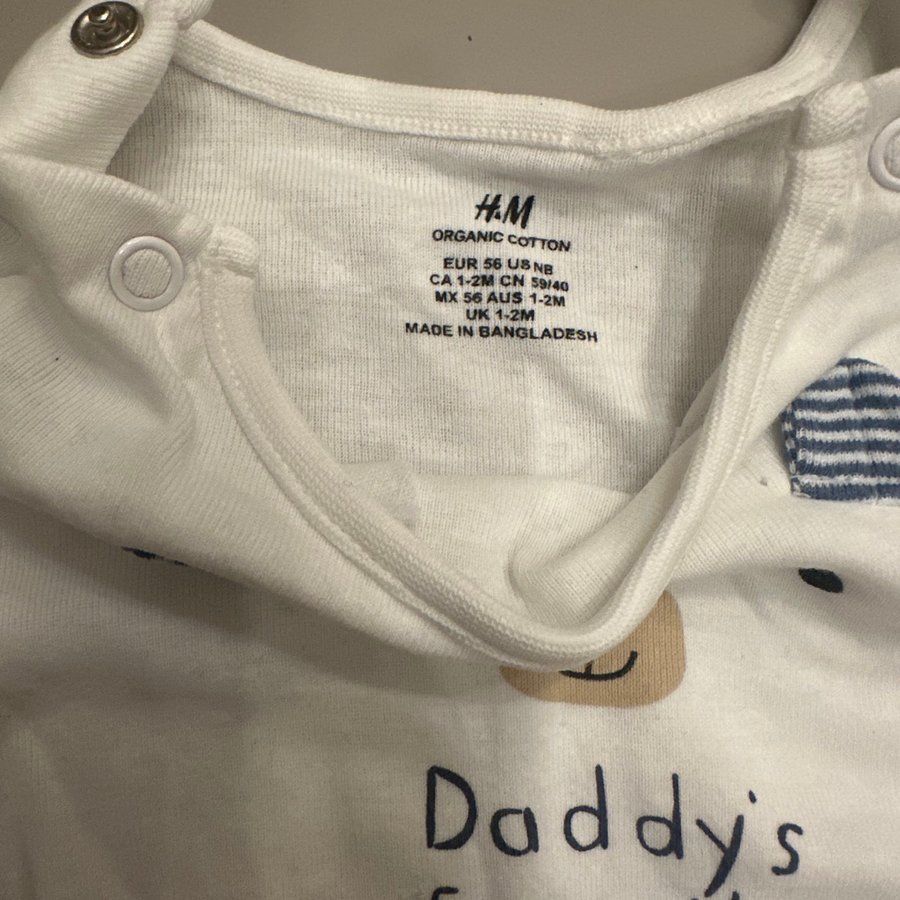 H&M
ORGANIC COTTON
EUR 56 US NB
CA 1-2M CN 59/40
MX 56 AUS 1-2M
UK 1-2M
MADE IN BANGLADESH
Daddy's